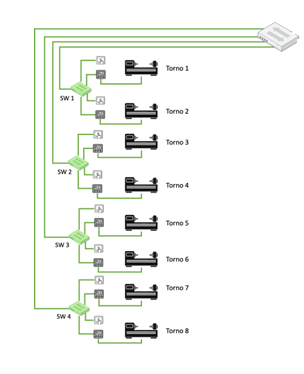 Torno 1
SW 1
Torno 2
Torno 3
SW 2
Torno 4
Torno 5
SW 3
Torno 6
Torno 7
SW 4
Torno 8